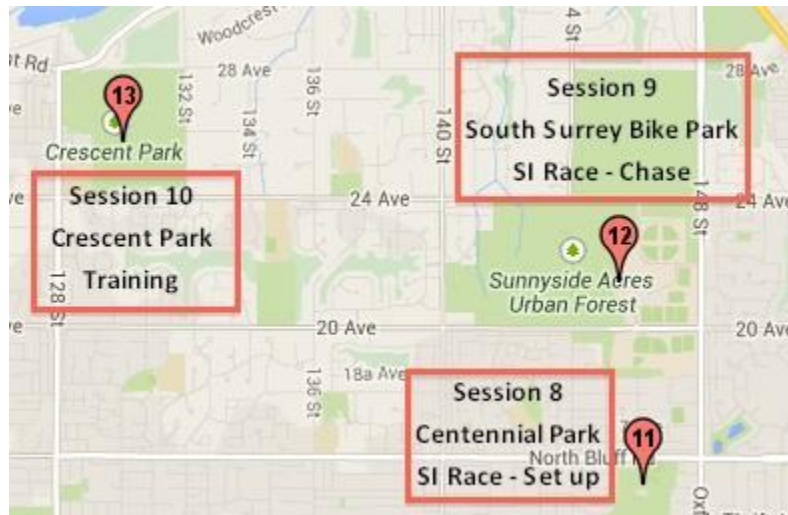 Woodcrest
28 Ave
4 St
28 Ave
132 St
134 St
136 St
140 St
148 St
13
Crescent Park
Session 9
South Surrey Bike Park
SI Race - Chase
Session 10
Crescent Park
Training
24 Ave
24 Ave
12
Sunnyside Acres
Urban Forest
128 St
20 Ave
20 Ave
18a Ave
136 St
Session 8
Centennial Park
SI Race - Set up
11
North Bluff Rd